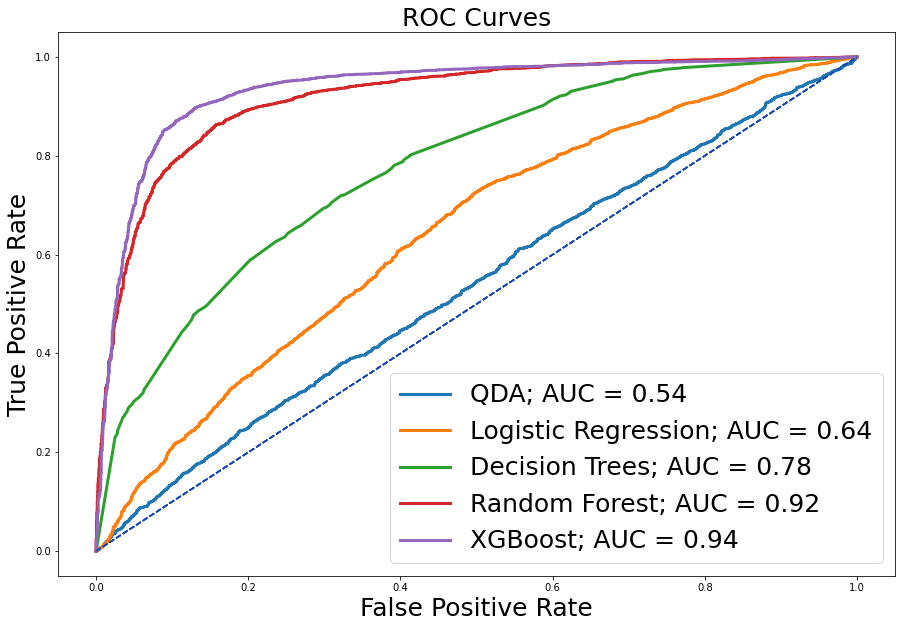 ROC Curves
True Positive Rate
1.0
0.8
0.6
0.4
0.2
0.0
QDA; AUC = 0.54
Logistic Regression; AUC = 0.64
Decision Trees; AUC = 0.78
Random Forest; AUC = 0.92
XGBoost; AUC = 0.94
0.0 0.2 0.4 0.6 0.8 1.0
False Positive Rate